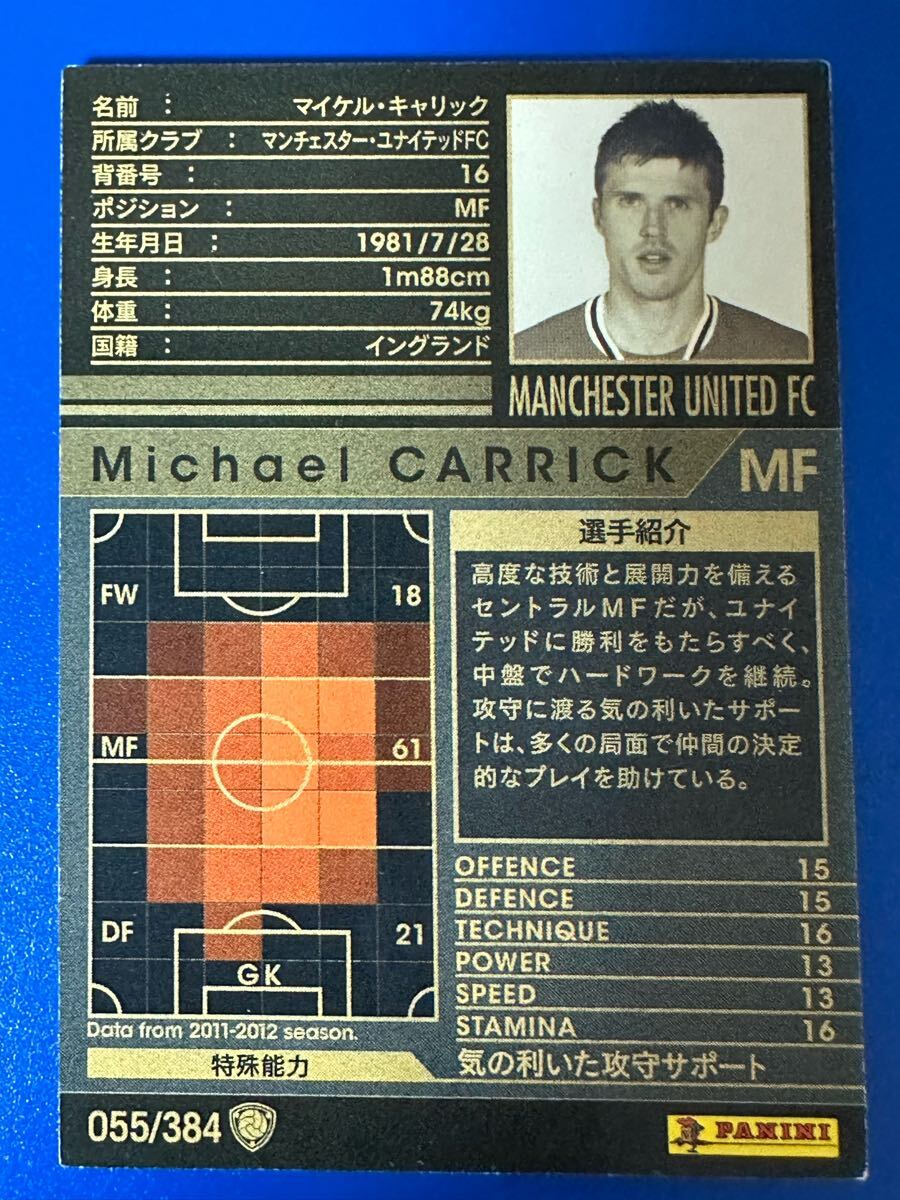 名前 : マイケル・キャリック
所属クラブ : マンチェスター・ユナイテッドFC
背番号 : 16
ポジション : MF
生年月日 : 1981/7/28
身長 : 1m88cm
体重 : 74kg
国籍 : イングランド
MANCHESTER UNITED FC
Michael CARRICK MF
FW 18
MF 61
DF 21
GK
Data from 2011-2012 season.
選手紹介
高度な技術と展開力を備える
セントラルMFだが、ユナイ
テッドに勝利をもたらすべく、
中盤でハードワークを継続。
攻守に渡る気の利いたサポー
トは、多くの局面で仲間の決定
的なプレイを助けている。
OFFENCE 15
DEFENCE 15
TECHNIQUE 16
POWER 13
SPEED 13
STAMINA 16
特殊能力 気の利いた攻守サポート
055/384
PANINI